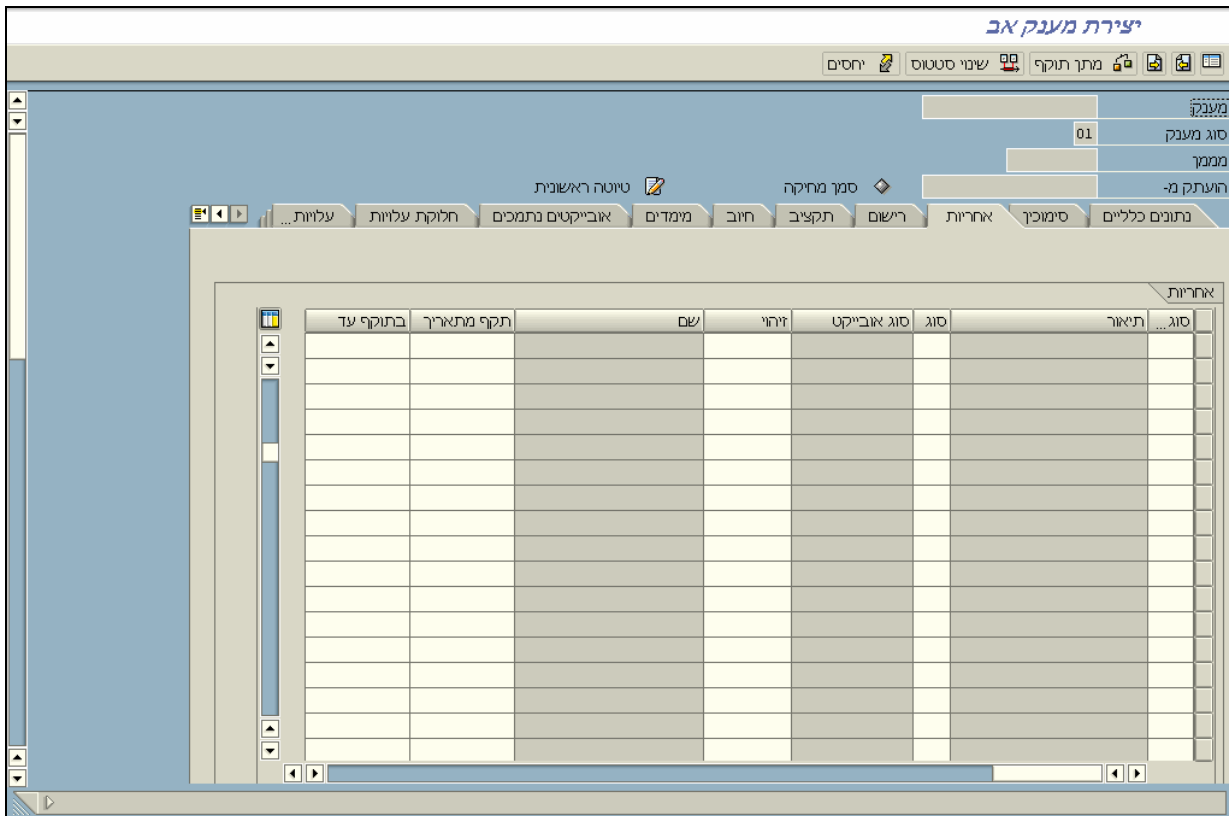 יצירת מענק אב
מתן תוקף שינוי סטטוס יחסים
מענק
סוג מענק 01
מממן
הועתק מ- סמן מחיקה טיוטה ראשונית
נתונים כלליים סימוכין אחריות רישום תקציב חיוב מימדים אובייקטים נתמכים חלוקת עלויות עלויות ...
אחריות
סוג... תיאור סוג סוג אובייקט זיהוי שם תקף מתאריך בתוקף עד